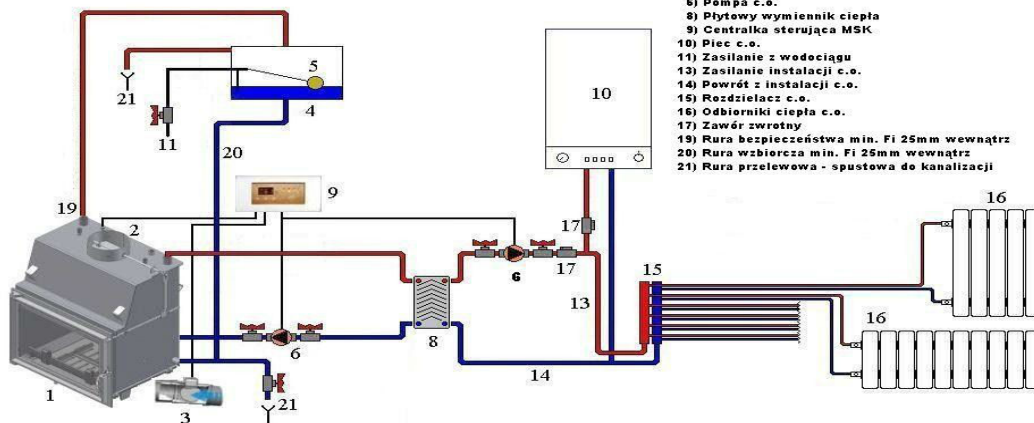 6) Pompa c.o.
8) Płytowy wymiennik ciepła
9) Centralka sterująca MSK
10) Piec c.o.
11) Zasilanie z wodociągu
13) Zasilanie instalacji c.o.
14) Powrót z instalacji c.o.
15) Rozdzielacz c.o.
16) Odbiorniki ciepła c.o.
17) Zawór zwrotny
19) Rura bezpieczeństwa min. Fi 25mm wewnątrz
20) Rura wzbiorcza min. Fi 25mm wewnątrz
21) Rura przelewowa - spustowa do kanalizacji
5
21
4
10
11
20
9
16
19
2
17
6
17
15
13
16
6
8
14
1
3
21